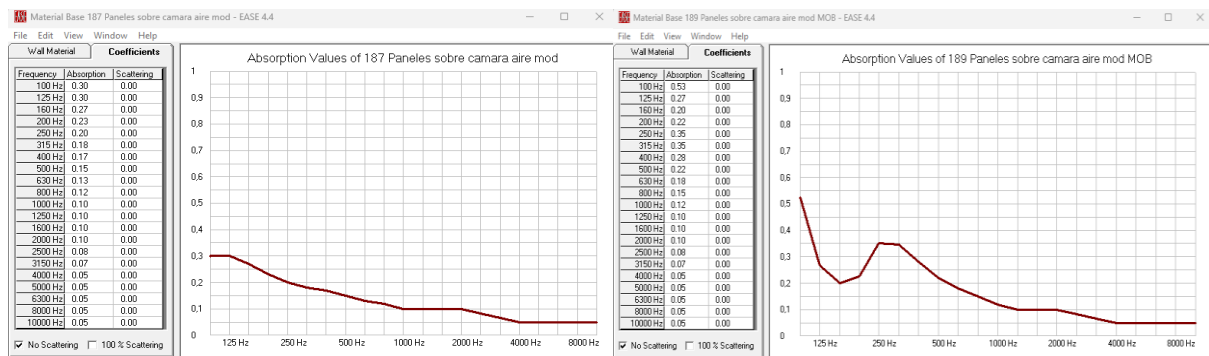 Material Base 187 Paneles sobre camara aire mod - EASE 4.4
File Edit View Window Help
Wall Material Coefficients
Absorption Values of 187 Paneles sobre camara aire mod
Frequency Absorption Scattering
100 Hz 0.30 0.00
125 Hz 0.30 0.00
160 Hz 0.27 0.00
200 Hz 0.23 0.00
250 Hz 0.20 0.00
315 Hz 0.18 0.00
400 Hz 0.17 0.00
500 Hz 0.15 0.00
630 Hz 0.13 0.00
800 Hz 0.12 0.00
1000 Hz 0.10 0.00
1250 Hz 0.10 0.00
1600 Hz 0.10 0.00
2000 Hz 0.10 0.00
2500 Hz 0.08 0.00
3150 Hz 0.07 0.00
4000 Hz 0.05 0.00
5000 Hz 0.05 0.00
6300 Hz 0.05 0.00
8000 Hz 0.05 0.00
10000 Hz 0.05 0.00
No Scattering 100 % Scattering
1
0,9
0,8
0,7
0,6
0,5
0,4
0,3
0,2
0,1
0
125 Hz 250 Hz 500 Hz 1000 Hz 2000 Hz 4000 Hz 8000 Hz
Material Base 189 Paneles sobre camara aire mod MOB - EASE 4.4
File Edit View Window Help
Wall Material Coefficients
Absorption Values of 189 Paneles sobre camara aire mod MOB
Frequency Absorption Scattering
100 Hz 0.53 0.00
125 Hz 0.27 0.00
160 Hz 0.20 0.00
200 Hz 0.22 0.00
250 Hz 0.35 0.00
315 Hz 0.35 0.00
400 Hz 0.28 0.00
500 Hz 0.22 0.00
630 Hz 0.18 0.00
800 Hz 0.15 0.00
1000 Hz 0.12 0.00
1250 Hz 0.10 0.00
1600 Hz 0.10 0.00
2000 Hz 0.10 0.00
2500 Hz 0.08 0.00
3150 Hz 0.07 0.00
4000 Hz 0.05 0.00
5000 Hz 0.05 0.00
6300 Hz 0.05 0.00
8000 Hz 0.05 0.00
10000 Hz 0.05 0.00
No Scattering 100 % Scattering
1
0,9
0,8
0,7
0,6
0,5
0,4
0,3
0,2
0,1
0
125 Hz 250 Hz 500 Hz 1000 Hz 2000 Hz 4000 Hz 8000 Hz